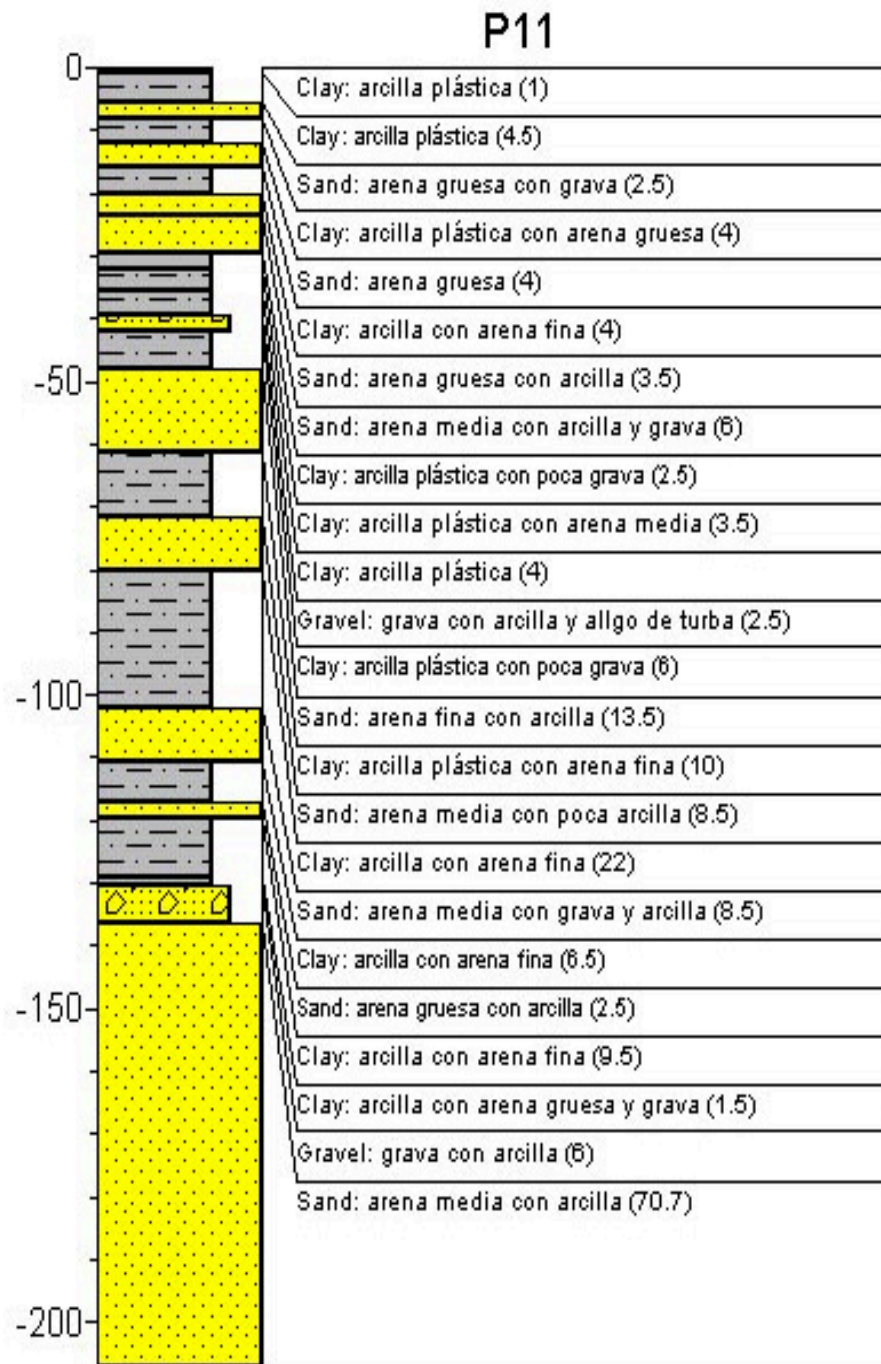 P11
0
Clay: arcilla plástica (1)
Clay: arcilla plástica (4.5)
Sand: arena gruesa con grava (2.5)
Clay: arcilla plástica con arena gruesa (4)
Sand: arena gruesa (4)
Clay: arcilla con arena fina (4)
Sand: arena gruesa con arcilla (3.5)
-50
Sand: arena media con arcilla y grava (6)
Clay: arcilla plástica con poca grava (2.5)
Clay: arcilla plástica con arena media (3.5)
Clay: arcilla plástica (4)
Gravel: grava con arcilla y allgo de turba (2.5)
Clay: arcilla plástica con poca grava (6)
-100
Sand: arena fina con arcilla (13.5)
Clay: arcilla plástica con arena fina (10)
Sand: arena media con poca arcilla (8.5)
Clay: arcilla con arena fina (22)
Sand: arena media con grava y arcilla (8.5)
Clay: arcilla con arena fina (6.5)
-150
Sand: arena gruesa con arcilla (2.5)
Clay: arcilla con arena fina (9.5)
Clay: arcilla con arena gruesa y grava (1.5)
Gravel: grava con arcilla (6)
Sand: arena media con arcilla (70.7)
-200